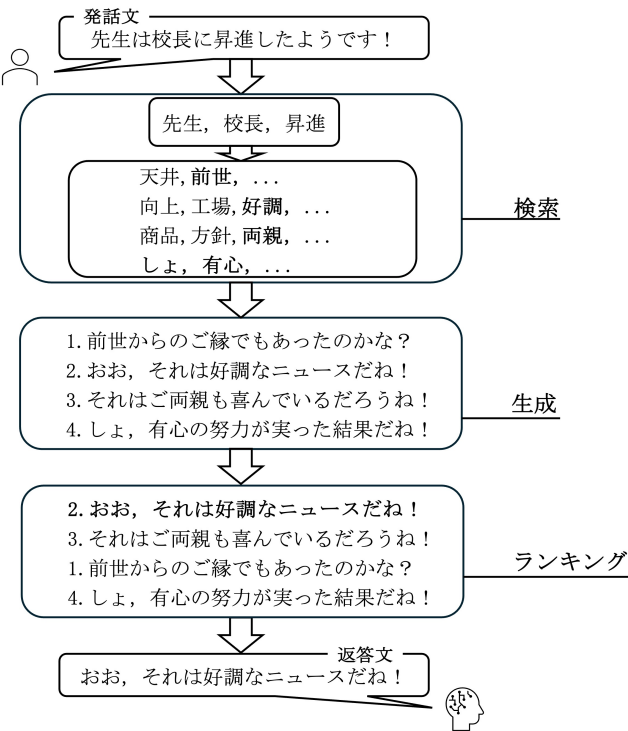 発話文
先生は校長に昇進したようです！
先生，校長，昇進
天井,前世，...
向上,工場,好調，...
商品,方針,両親，...
しょ，有心，...
検索
1.前世からのご縁でもあったのかな？
2.おお，それは好調なニュースだね！
3.それはご両親も喜んでいるだろうね！
4.しょ，有心の努力が実った結果だね！
生成
2.おお，それは好調なニュースだね！
3.それはご両親も喜んでいるだろうね！
1.前世からのご縁でもあったのかな？
4.しょ，有心の努力が実った結果だね！
ランキング
返答文
おお，それは好調なニュースだね！